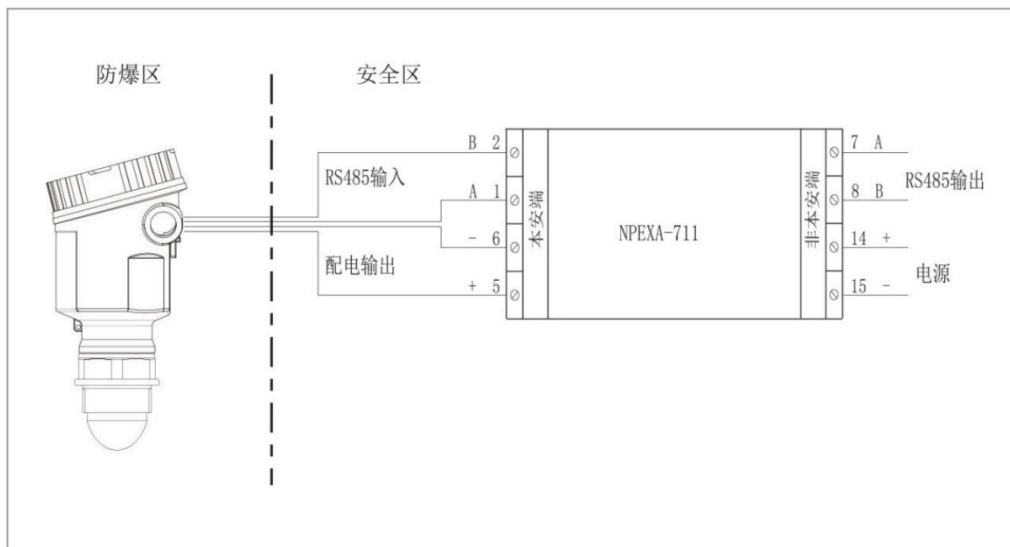 防爆区
安全区
B 2
RS485输入
A 1
- 6
配电输出
+ 5
本安端
NPEXA-711
非本安端
7 A
RS485输出
8 B
14 +
电源
15 -